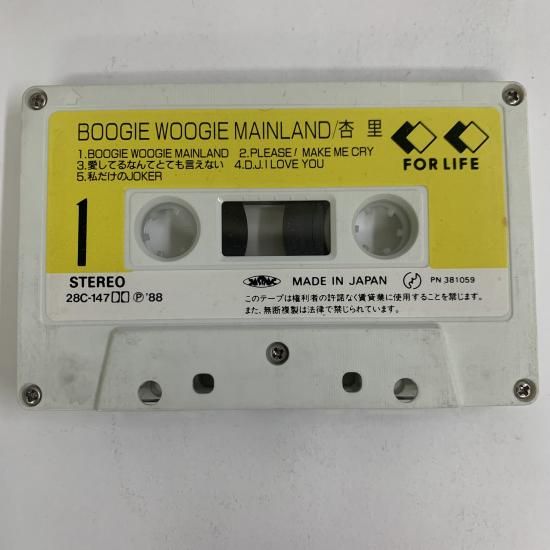 BOOGIE WOOGIE MAINLAND/杏 里
FOR LIFE
1.BOOGIE WOOGIE MAINLAND 2.PLEASE! MAKE ME CRY
3.愛してるなんてとても言えない 4.D.J. I LOVE YOU
5.私だけのJOKER
1
STEREO
28C-147□□ Ⓟ'88
MADE IN JAPAN
PN 381059
このテープは権利者の許諾なく賃貸業に使用することを禁じます。
また、無断複製は法律で禁じられています。